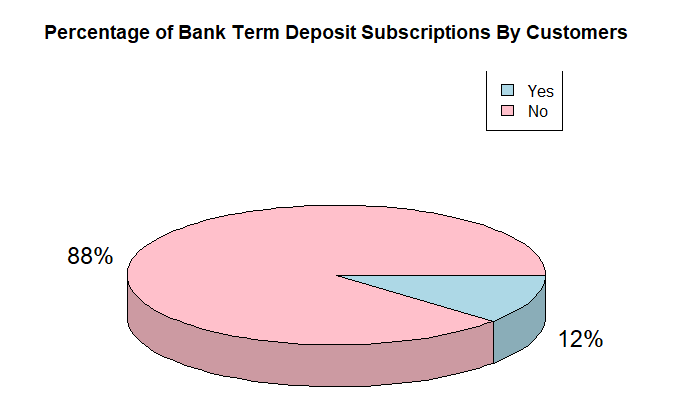 Percentage of Bank Term Deposit Subscriptions By Customers
Yes
No
88%
12%